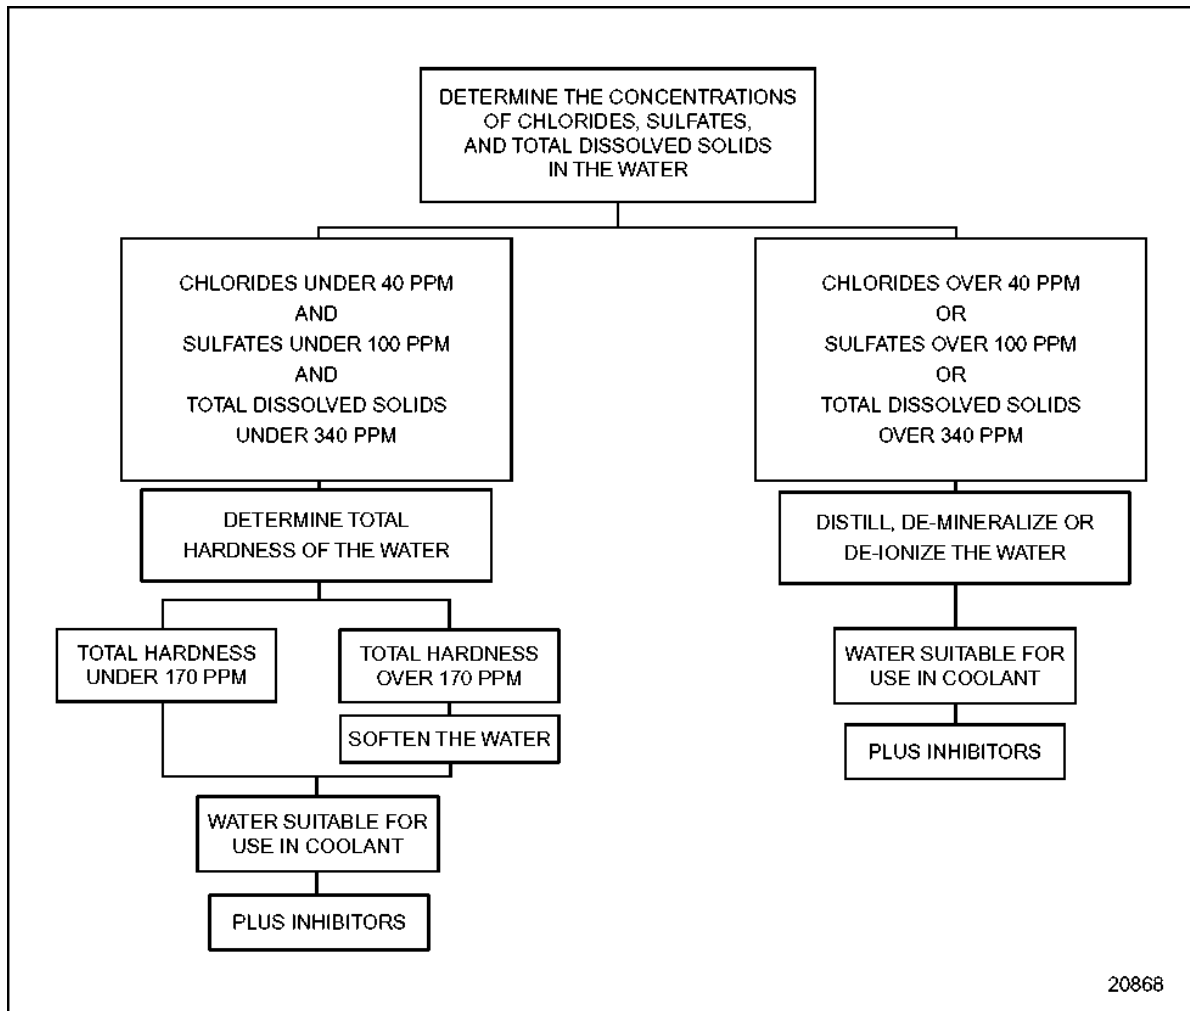 DETERMINE THE CONCENTRATIONS
OF CHLORIDES, SULFATES,
AND TOTAL DISSOLVED SOLIDS
IN THE WATER
CHLORIDES UNDER 40 PPM
AND
SULFATES UNDER 100 PPM
AND
TOTAL DISSOLVED SOLIDS
UNDER 340 PPM
CHLORIDES OVER 40 PPM
OR
SULFATES OVER 100 PPM
OR
TOTAL DISSOLVED SOLIDS
OVER 340 PPM
DETERMINE TOTAL
HARDNESS OF THE WATER
DISTILL, DE-MINERALIZE OR
DE-IONIZE THE WATER
TOTAL HARDNESS
UNDER 170 PPM
TOTAL HARDNESS
OVER 170 PPM
SOFTEN THE WATER
WATER SUITABLE FOR
USE IN COOLANT
PLUS INHIBITORS
WATER SUITABLE FOR
USE IN COOLANT
PLUS INHIBITORS
20868